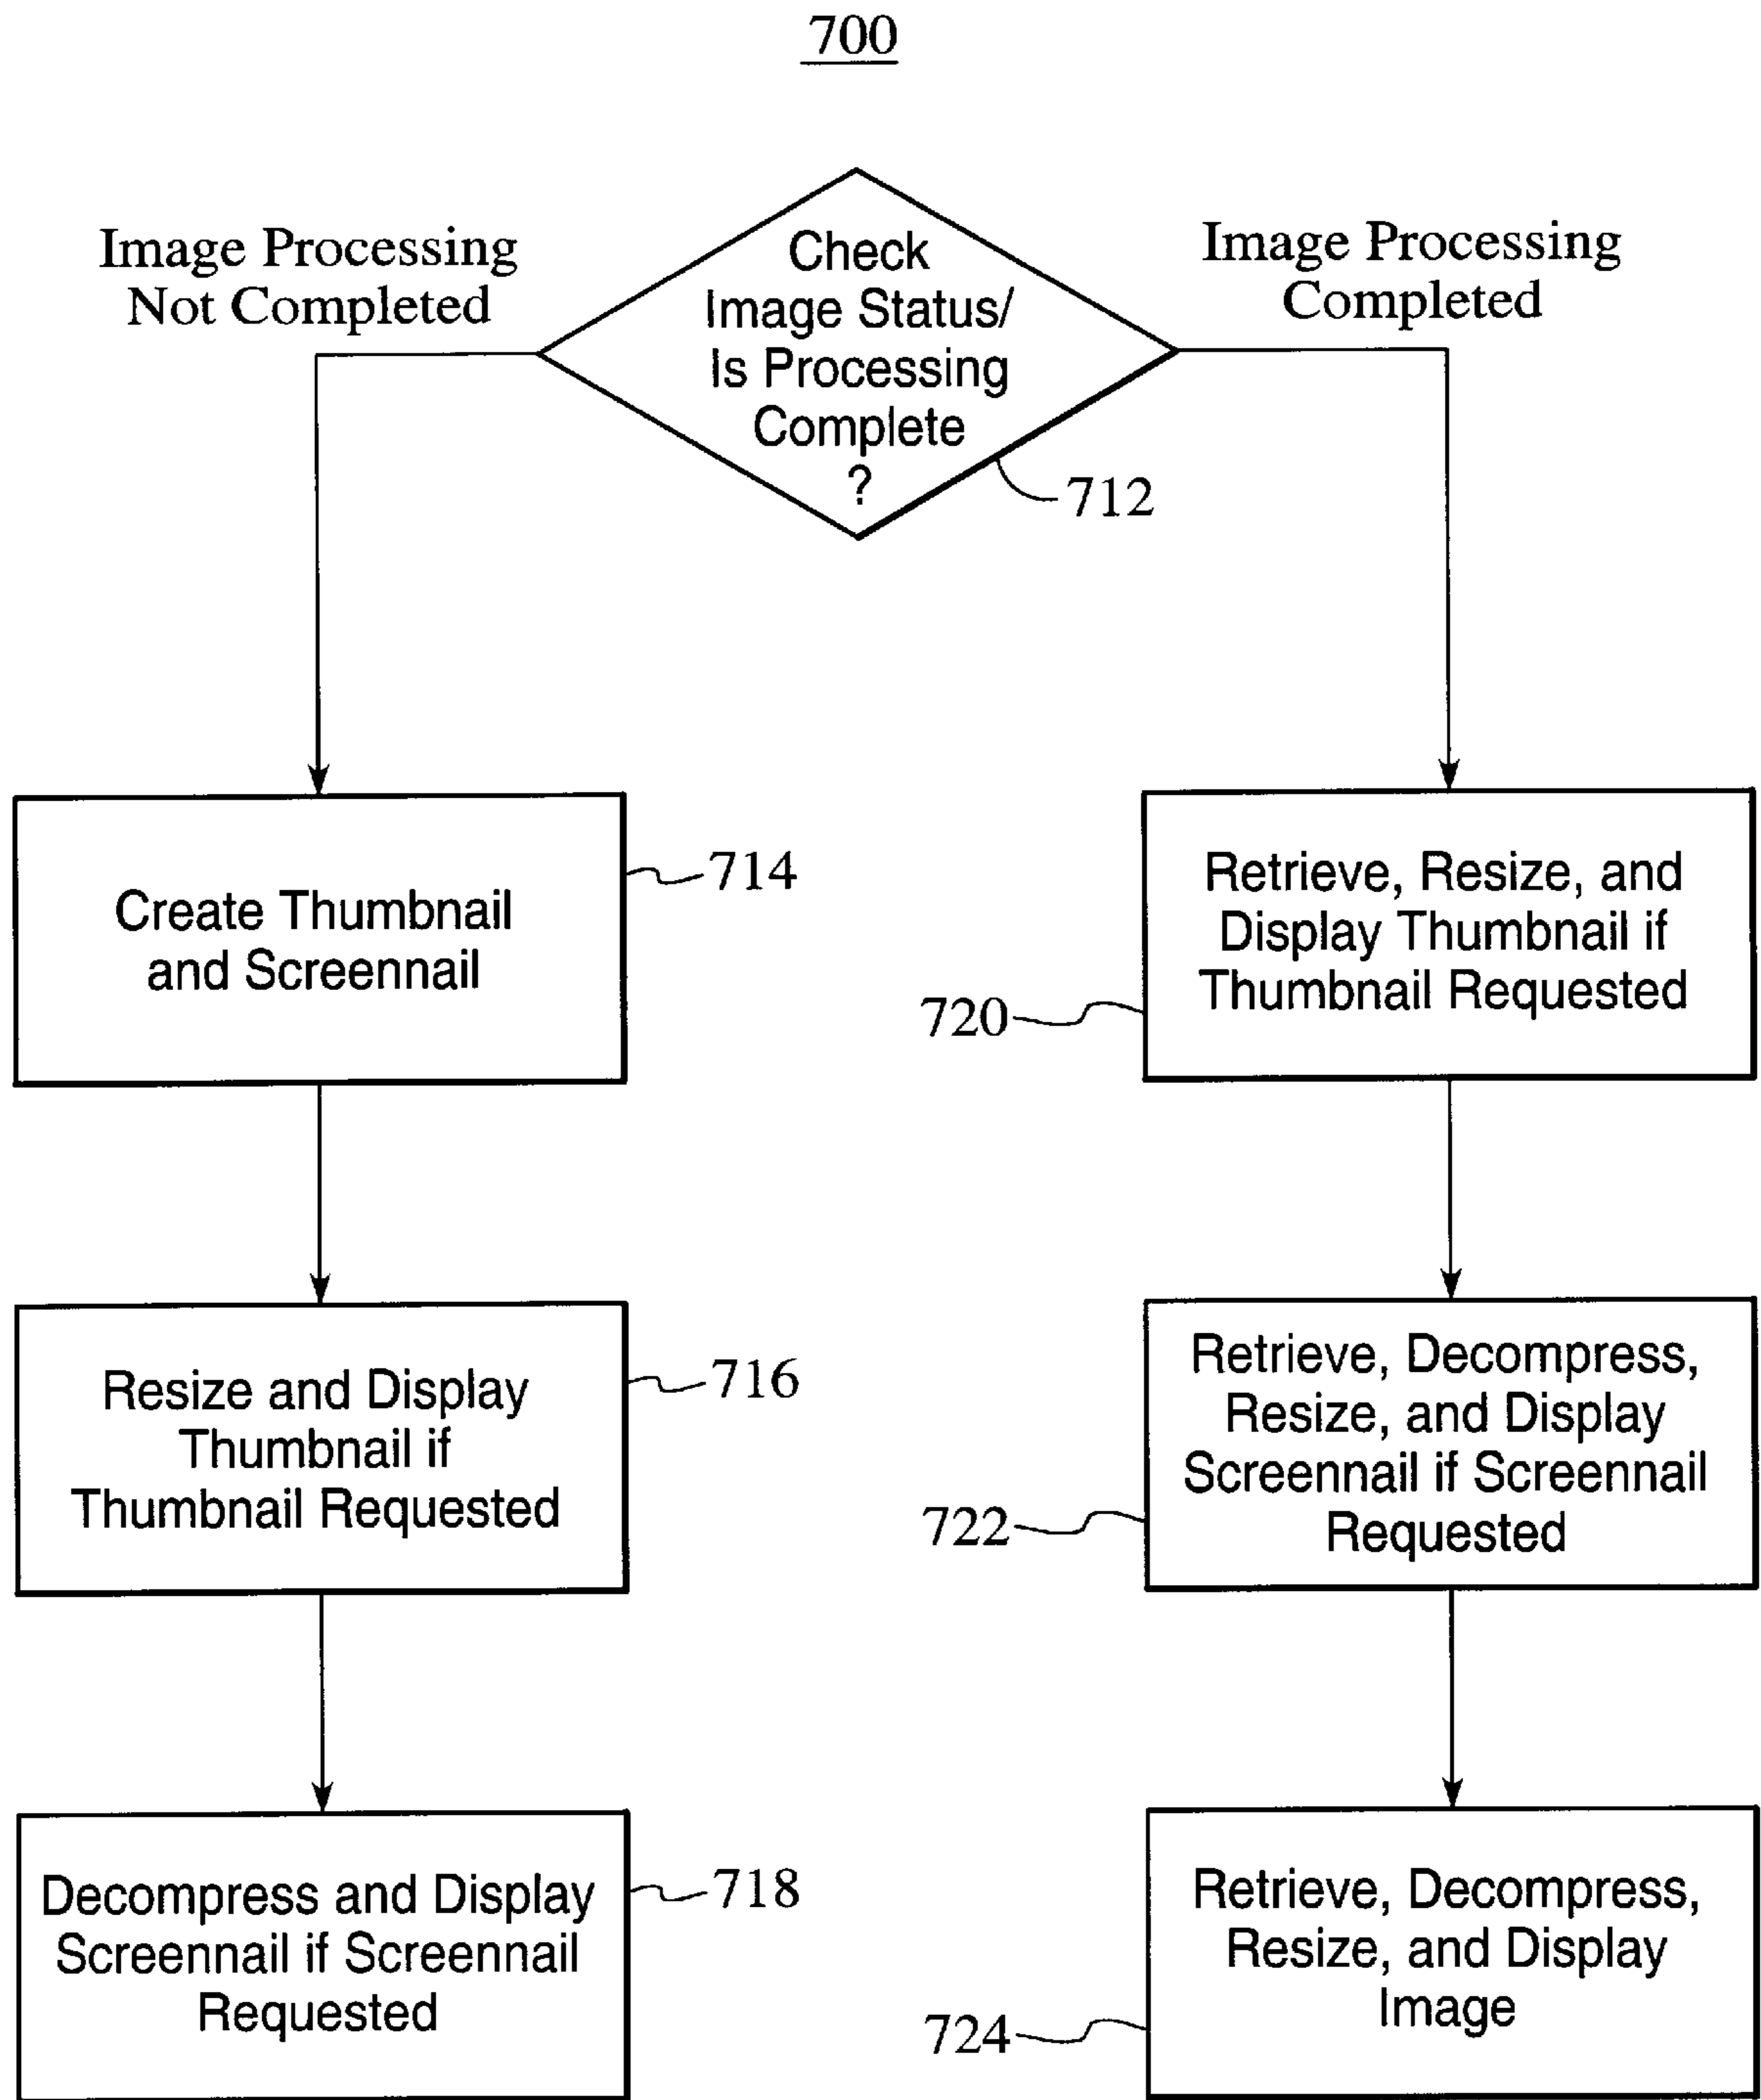 700
Image Processing
Not Completed
Check
Image Status/
Is Processing
Complete
?
Image Processing
Completed
712
Create Thumbnail
and Screennail
714
Retrieve, Resize, and
Display Thumbnail if
Thumbnail Requested
720
Resize and Display
Thumbnail if
Thumbnail Requested
716
Retrieve, Decompress,
Resize, and Display
Screennail if Screennail
Requested
722
Decompress and Display
Screennail if Screennail
Requested
718
Retrieve, Decompress,
Resize, and Display
Image
724